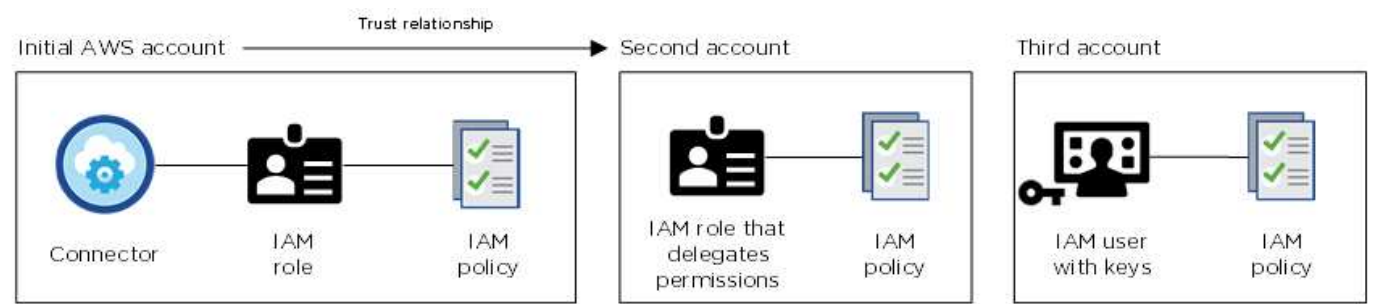 Trust relationship
Initial AWS account
Second account
Third account
Connector
IAM
role
IAM
policy
IAM role that
delegates
permissions
IAM
policy
IAM user
with keys
IAM
policy